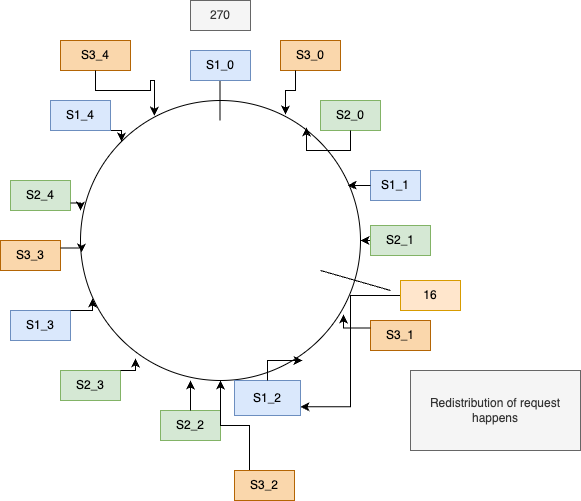 270
S3_4
S1_0
S3_0
S1_4
S2_0
S1_1
S2_4
S2_1
S3_3
16
S1_3
S3_1
S2_3
S1_2
Redistribution of request
happens
S2_2
S3_2